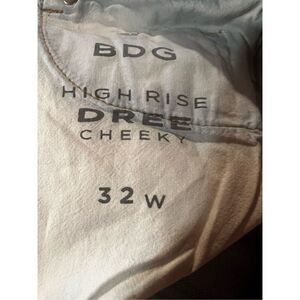 BDG
HIGH RISE
DREE
CHEEKY
32 W